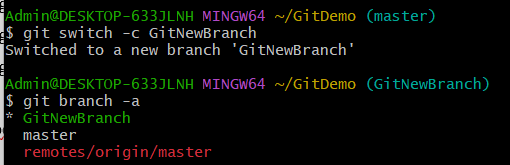 Admin@DESKTOP-633JLNH MINGW64 ~/GitDemo (master)
$ git switch -c GitNewBranch
Switched to a new branch 'GitNewBranch'
Admin@DESKTOP-633JLNH MINGW64 ~/GitDemo (GitNewBranch)
$ git branch -a
* GitNewBranch
master
remotes/origin/master